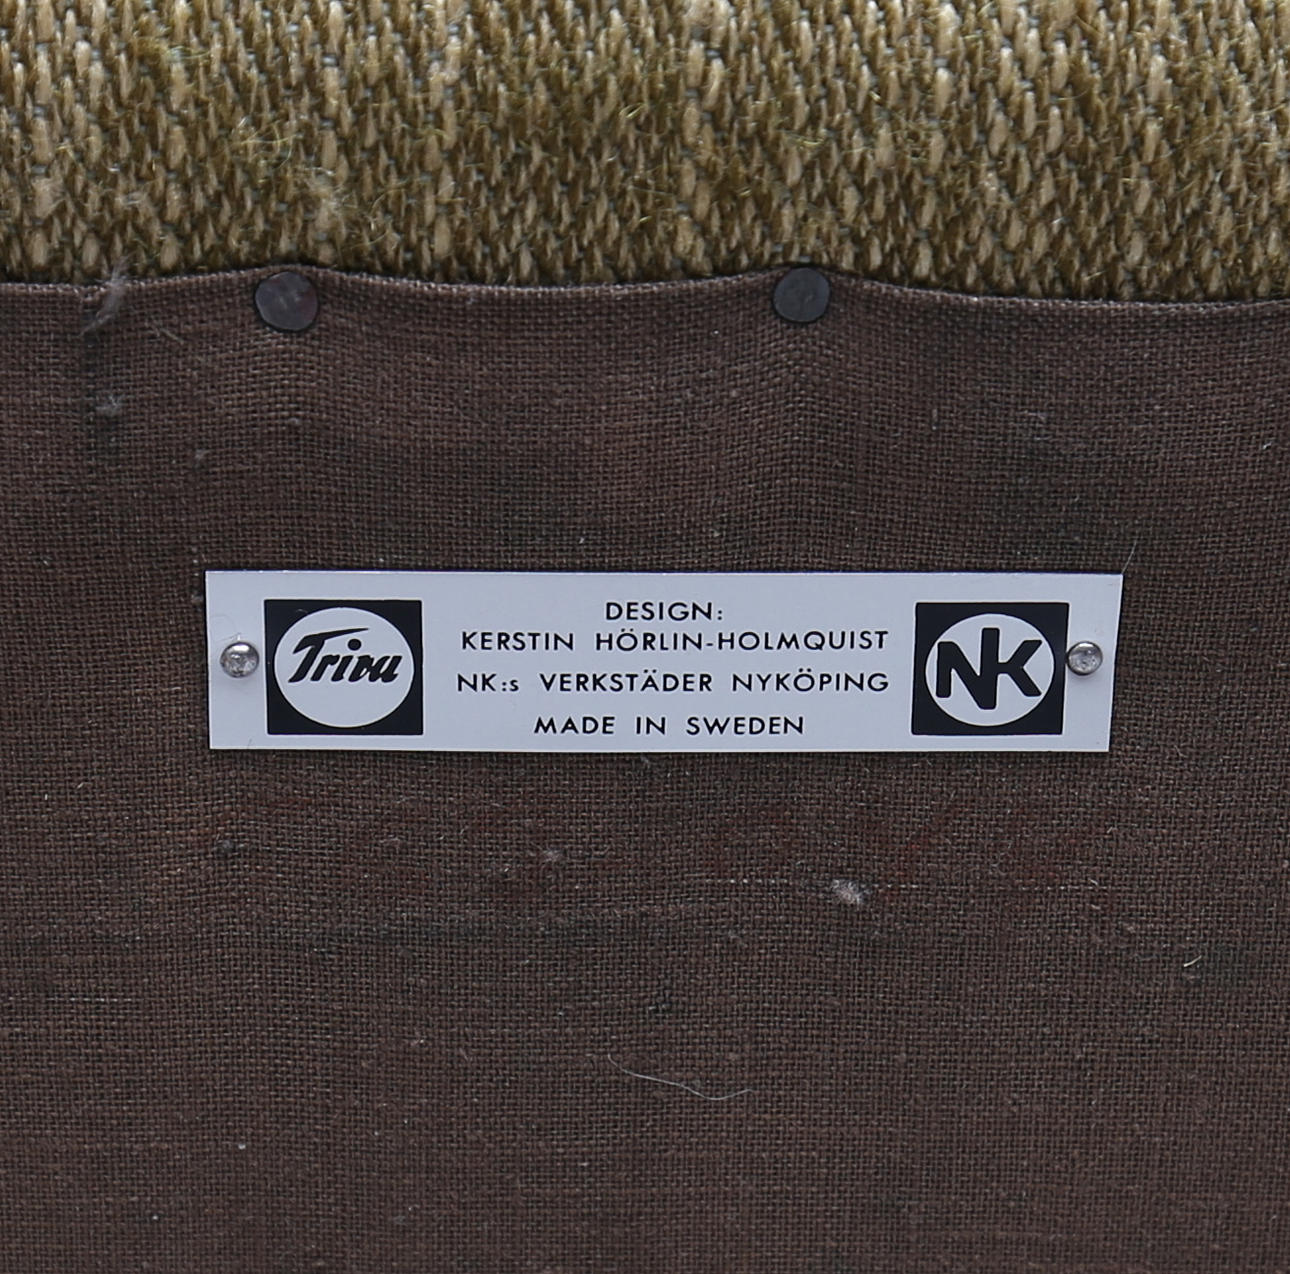 Triva
DESIGN:
KERSTIN HÖRLIN-HOLMQUIST
NK:s VERKSTÄDER NYKÖPING
MADE IN SWEDEN
NK